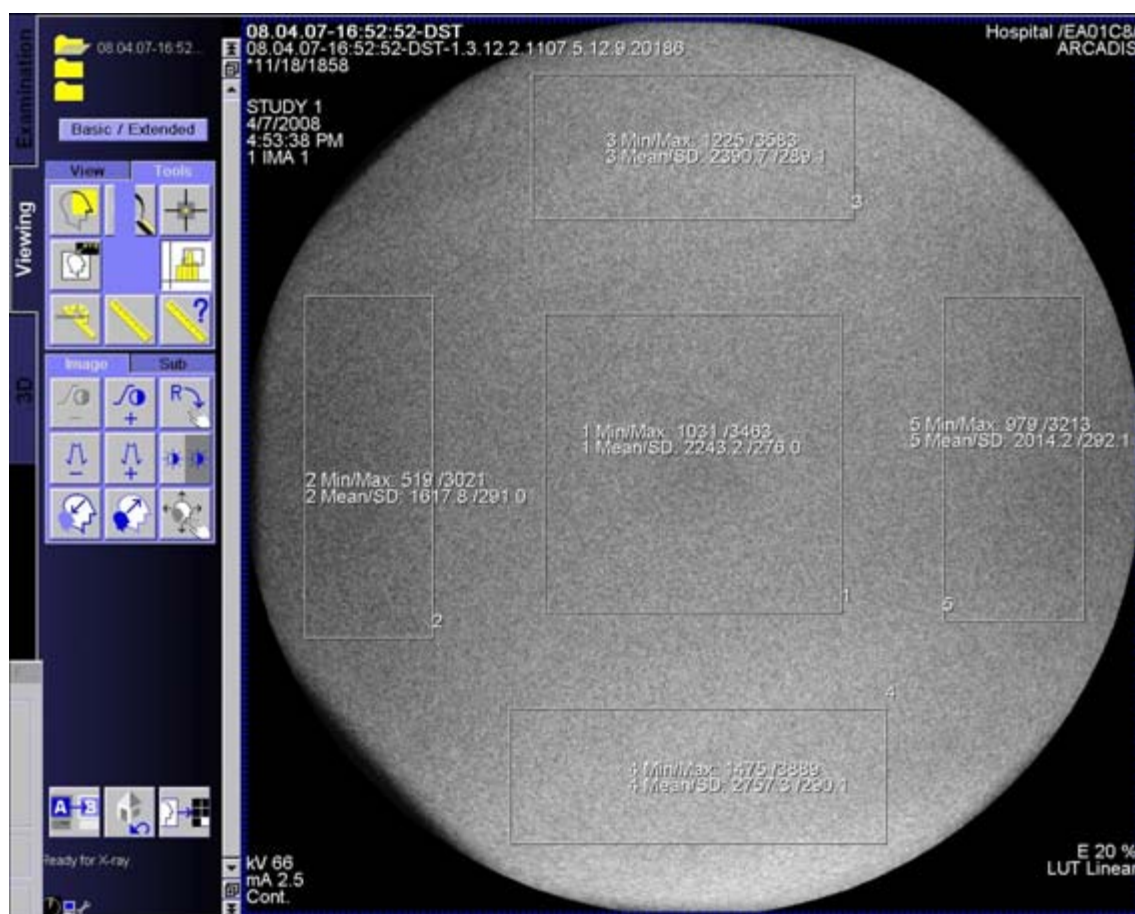 Examination
Viewing
3D
08.04.07-16:52...
Basic / Extended
View
Tools
R
?
Image
Sub
R
-
+
-
+
A
B
Ready for X-ray
08.04.07-16:52:52-DST
08.04.07-16:52:52-DST-1.3.12.2.1107.5.12.9.20186
*11/18/1858
STUDY 1
4/7/2008
4:53:38 PM
1 IMA 1
Hospital /EA01C8/
ARCADIS
3 Min/Max: 1225 /3583
3 Mean/SD: 2390.7 /289.1
3
1 Min/Max: 1031 /3463
1 Mean/SD: 2243.2 /276.0
1
5 Min/Max: 979 /3213
5 Mean/SD: 2014.2 /292.1
5
2 Min/Max: 519 /3021
2 Mean/SD: 1617.8 /291.0
2
4
4 Min/Max: 1475 /3889
4 Mean/SD: 2757.3 /290.1
kV 66
mA 2.5
Cont.
E 20 %
LUT Linear